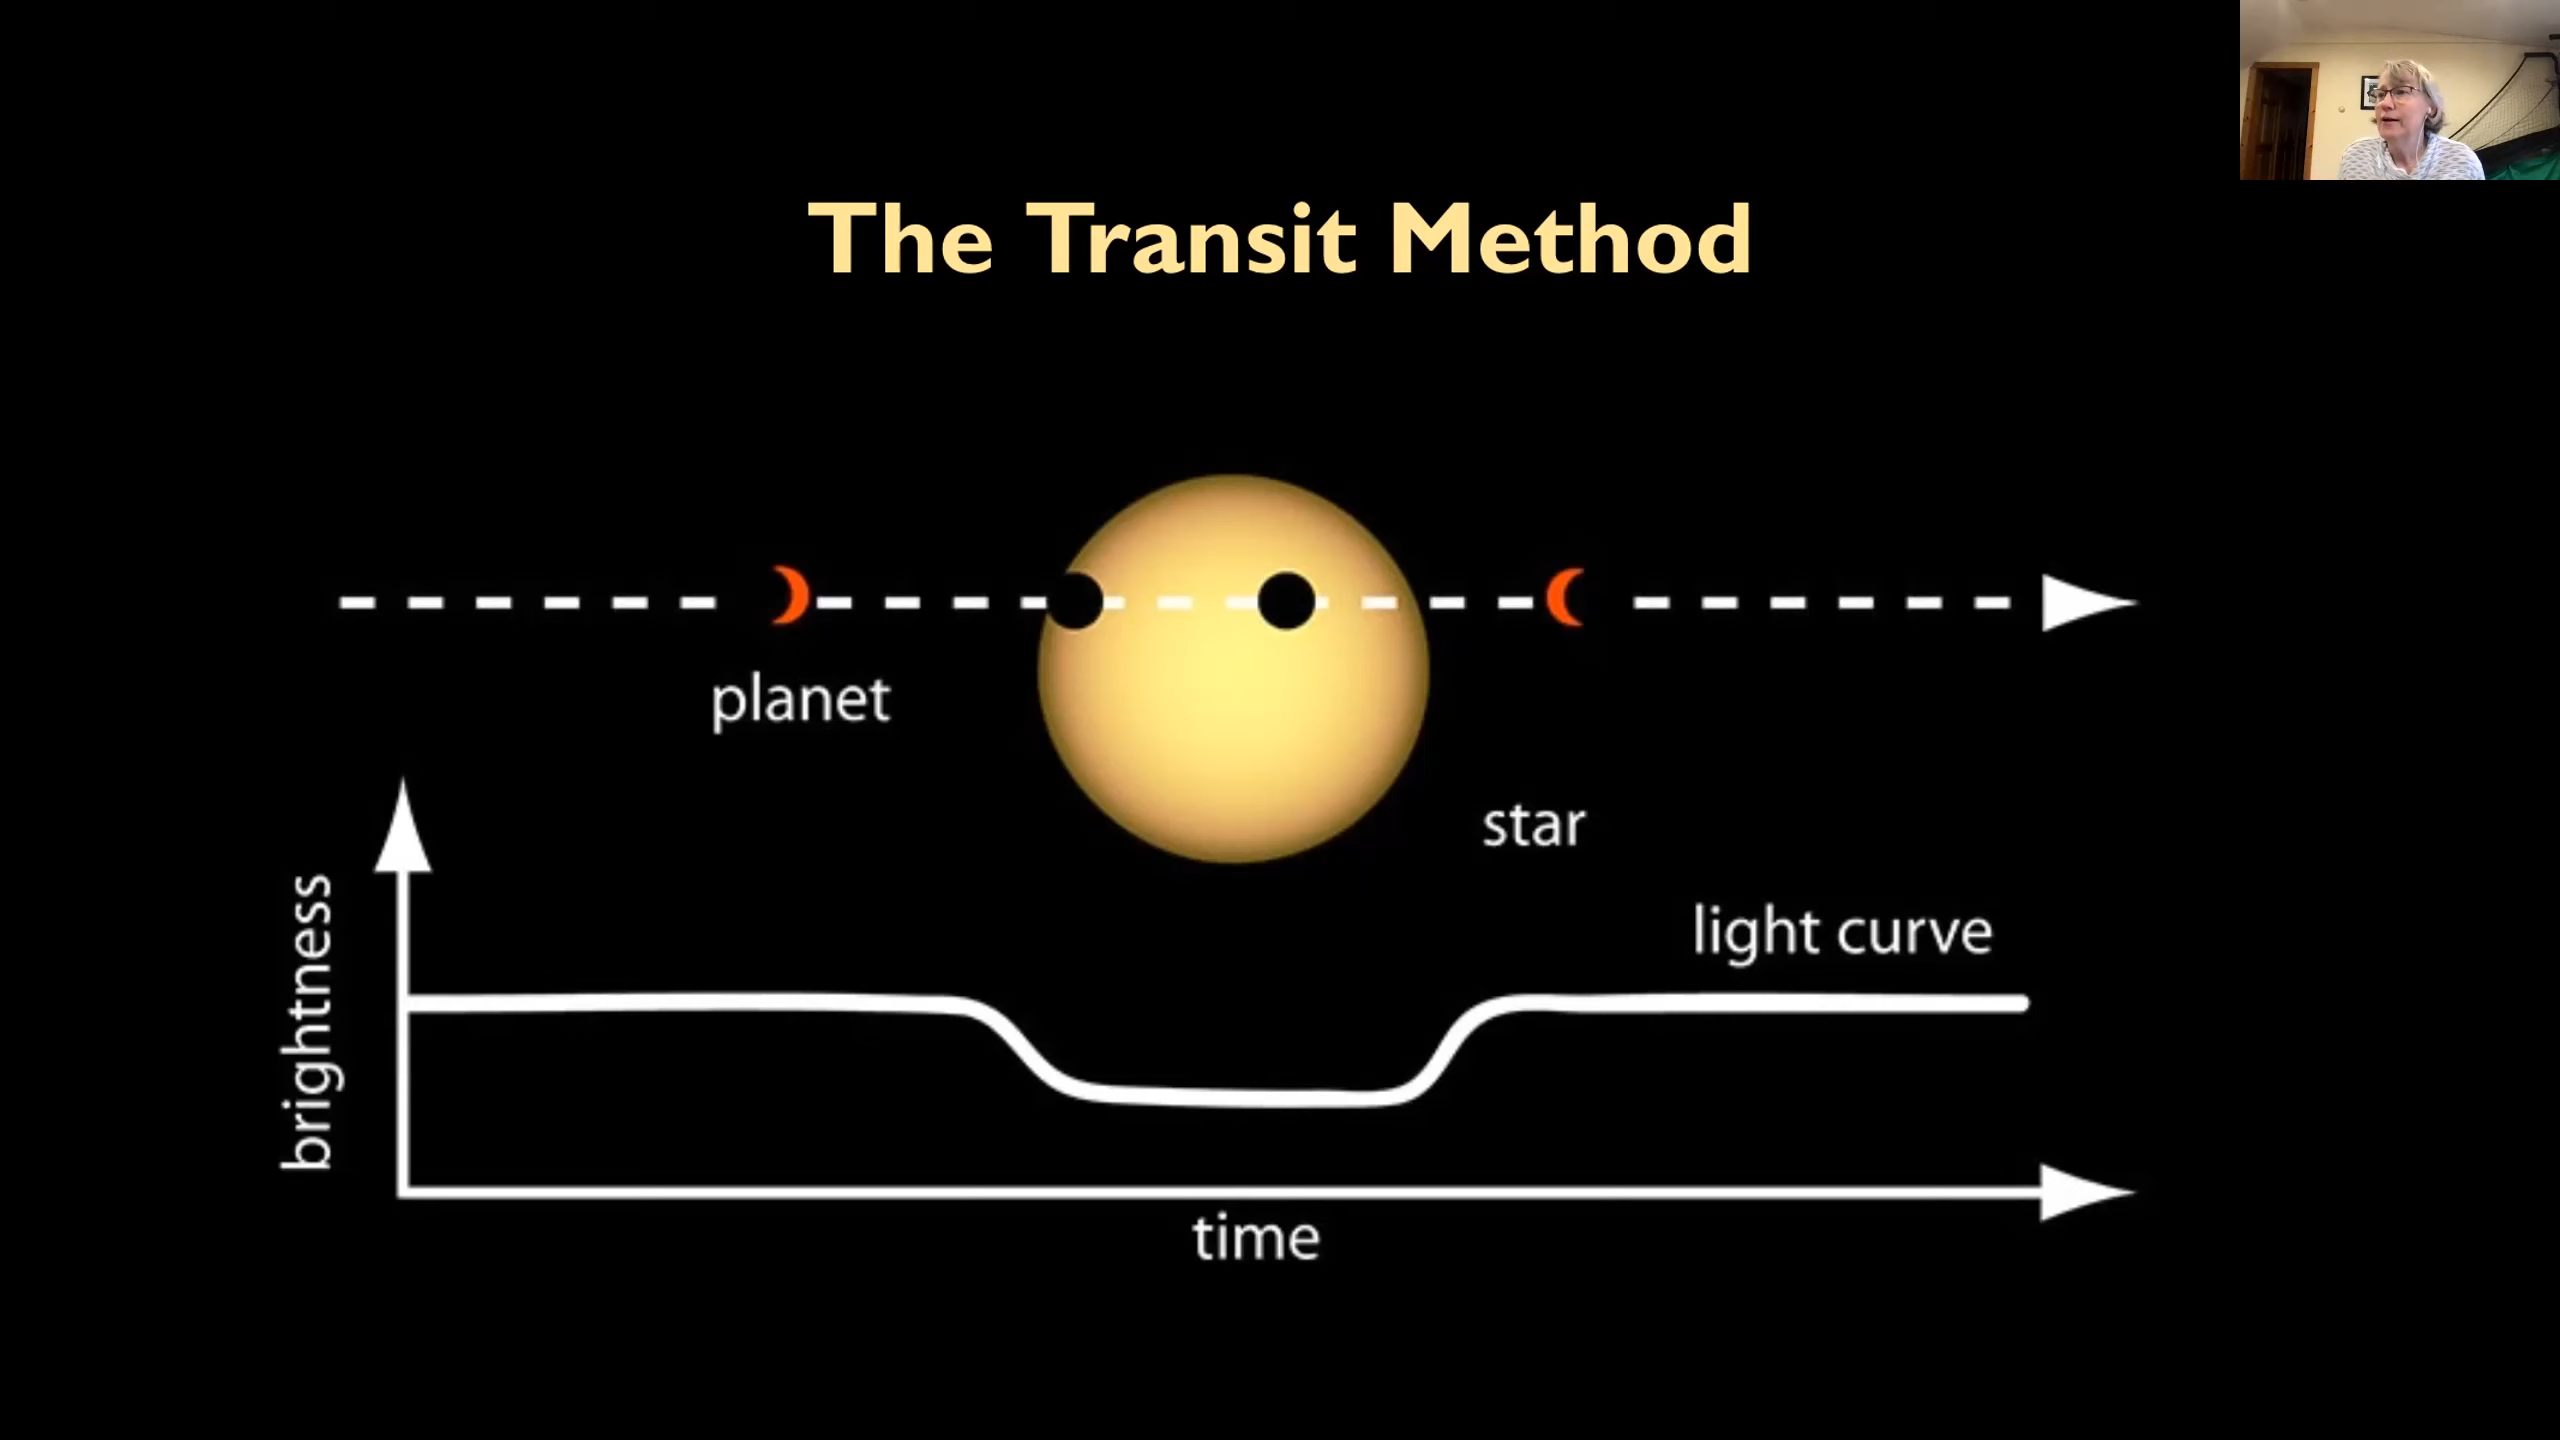 The Transit Method
planet
star
light curve
brightness
time